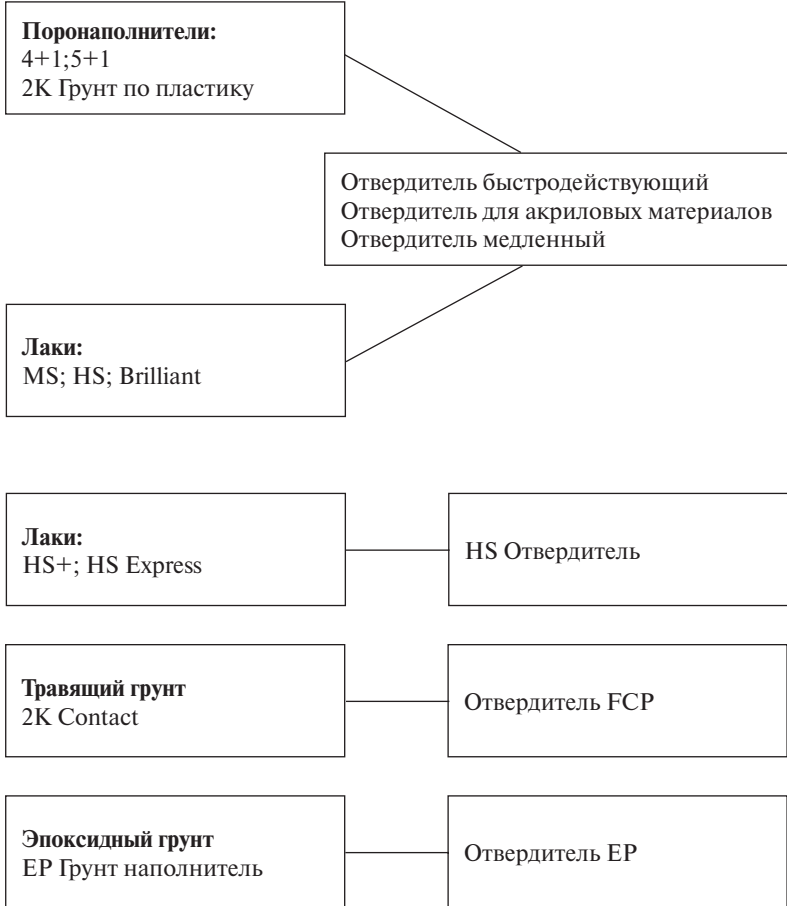 Поронаполнители:
4+1;5+1
2K Грунт по пластику
Отвердитель быстродействующий
Отвердитель для акриловых материалов
Отвердитель медленный
Лаки:
MS; HS; Brilliant
Лаки:
HS+; HS Express
HS Отвердитель
Травящий грунт
2K Contact
Отвердитель FCP
Эпоксидный грунт
EP Грунт наполнитель
Отвердитель EP